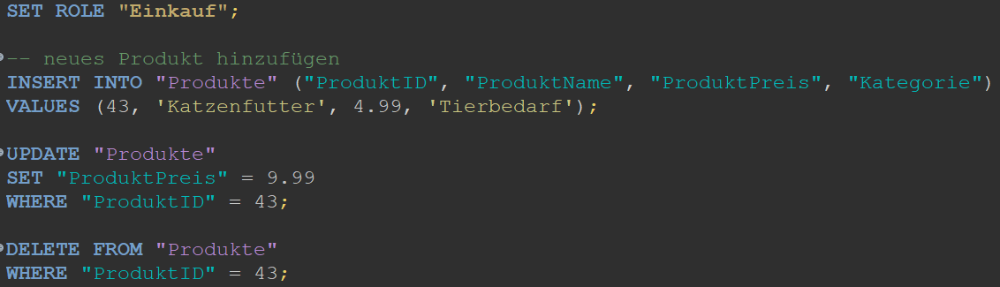 SET ROLE "Einkauf";
-- neues Produkt hinzufügen
INSERT INTO "Produkte" ("ProduktID", "ProduktName", "ProduktPreis", "Kategorie")
VALUES (43, 'Katzenfutter', 4.99, 'Tierbedarf');
UPDATE "Produkte"
SET "ProduktPreis" = 9.99
WHERE "ProduktID" = 43;
DELETE FROM "Produkte"
WHERE "ProduktID" = 43;